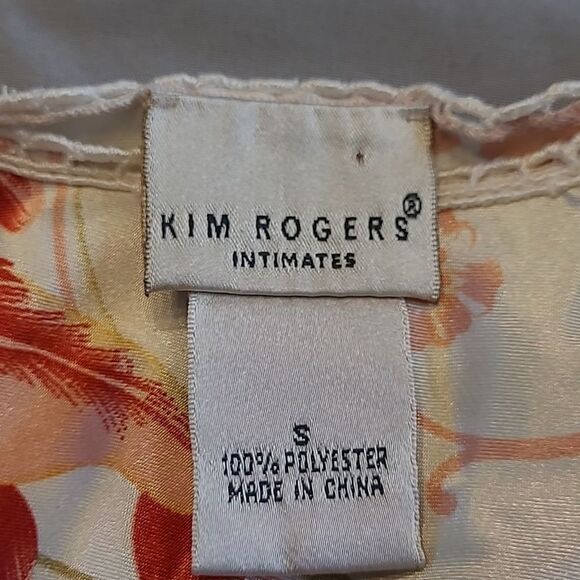 KIM ROGERS®
INTIMATES
S
100% POLYESTER
MADE IN CHINA